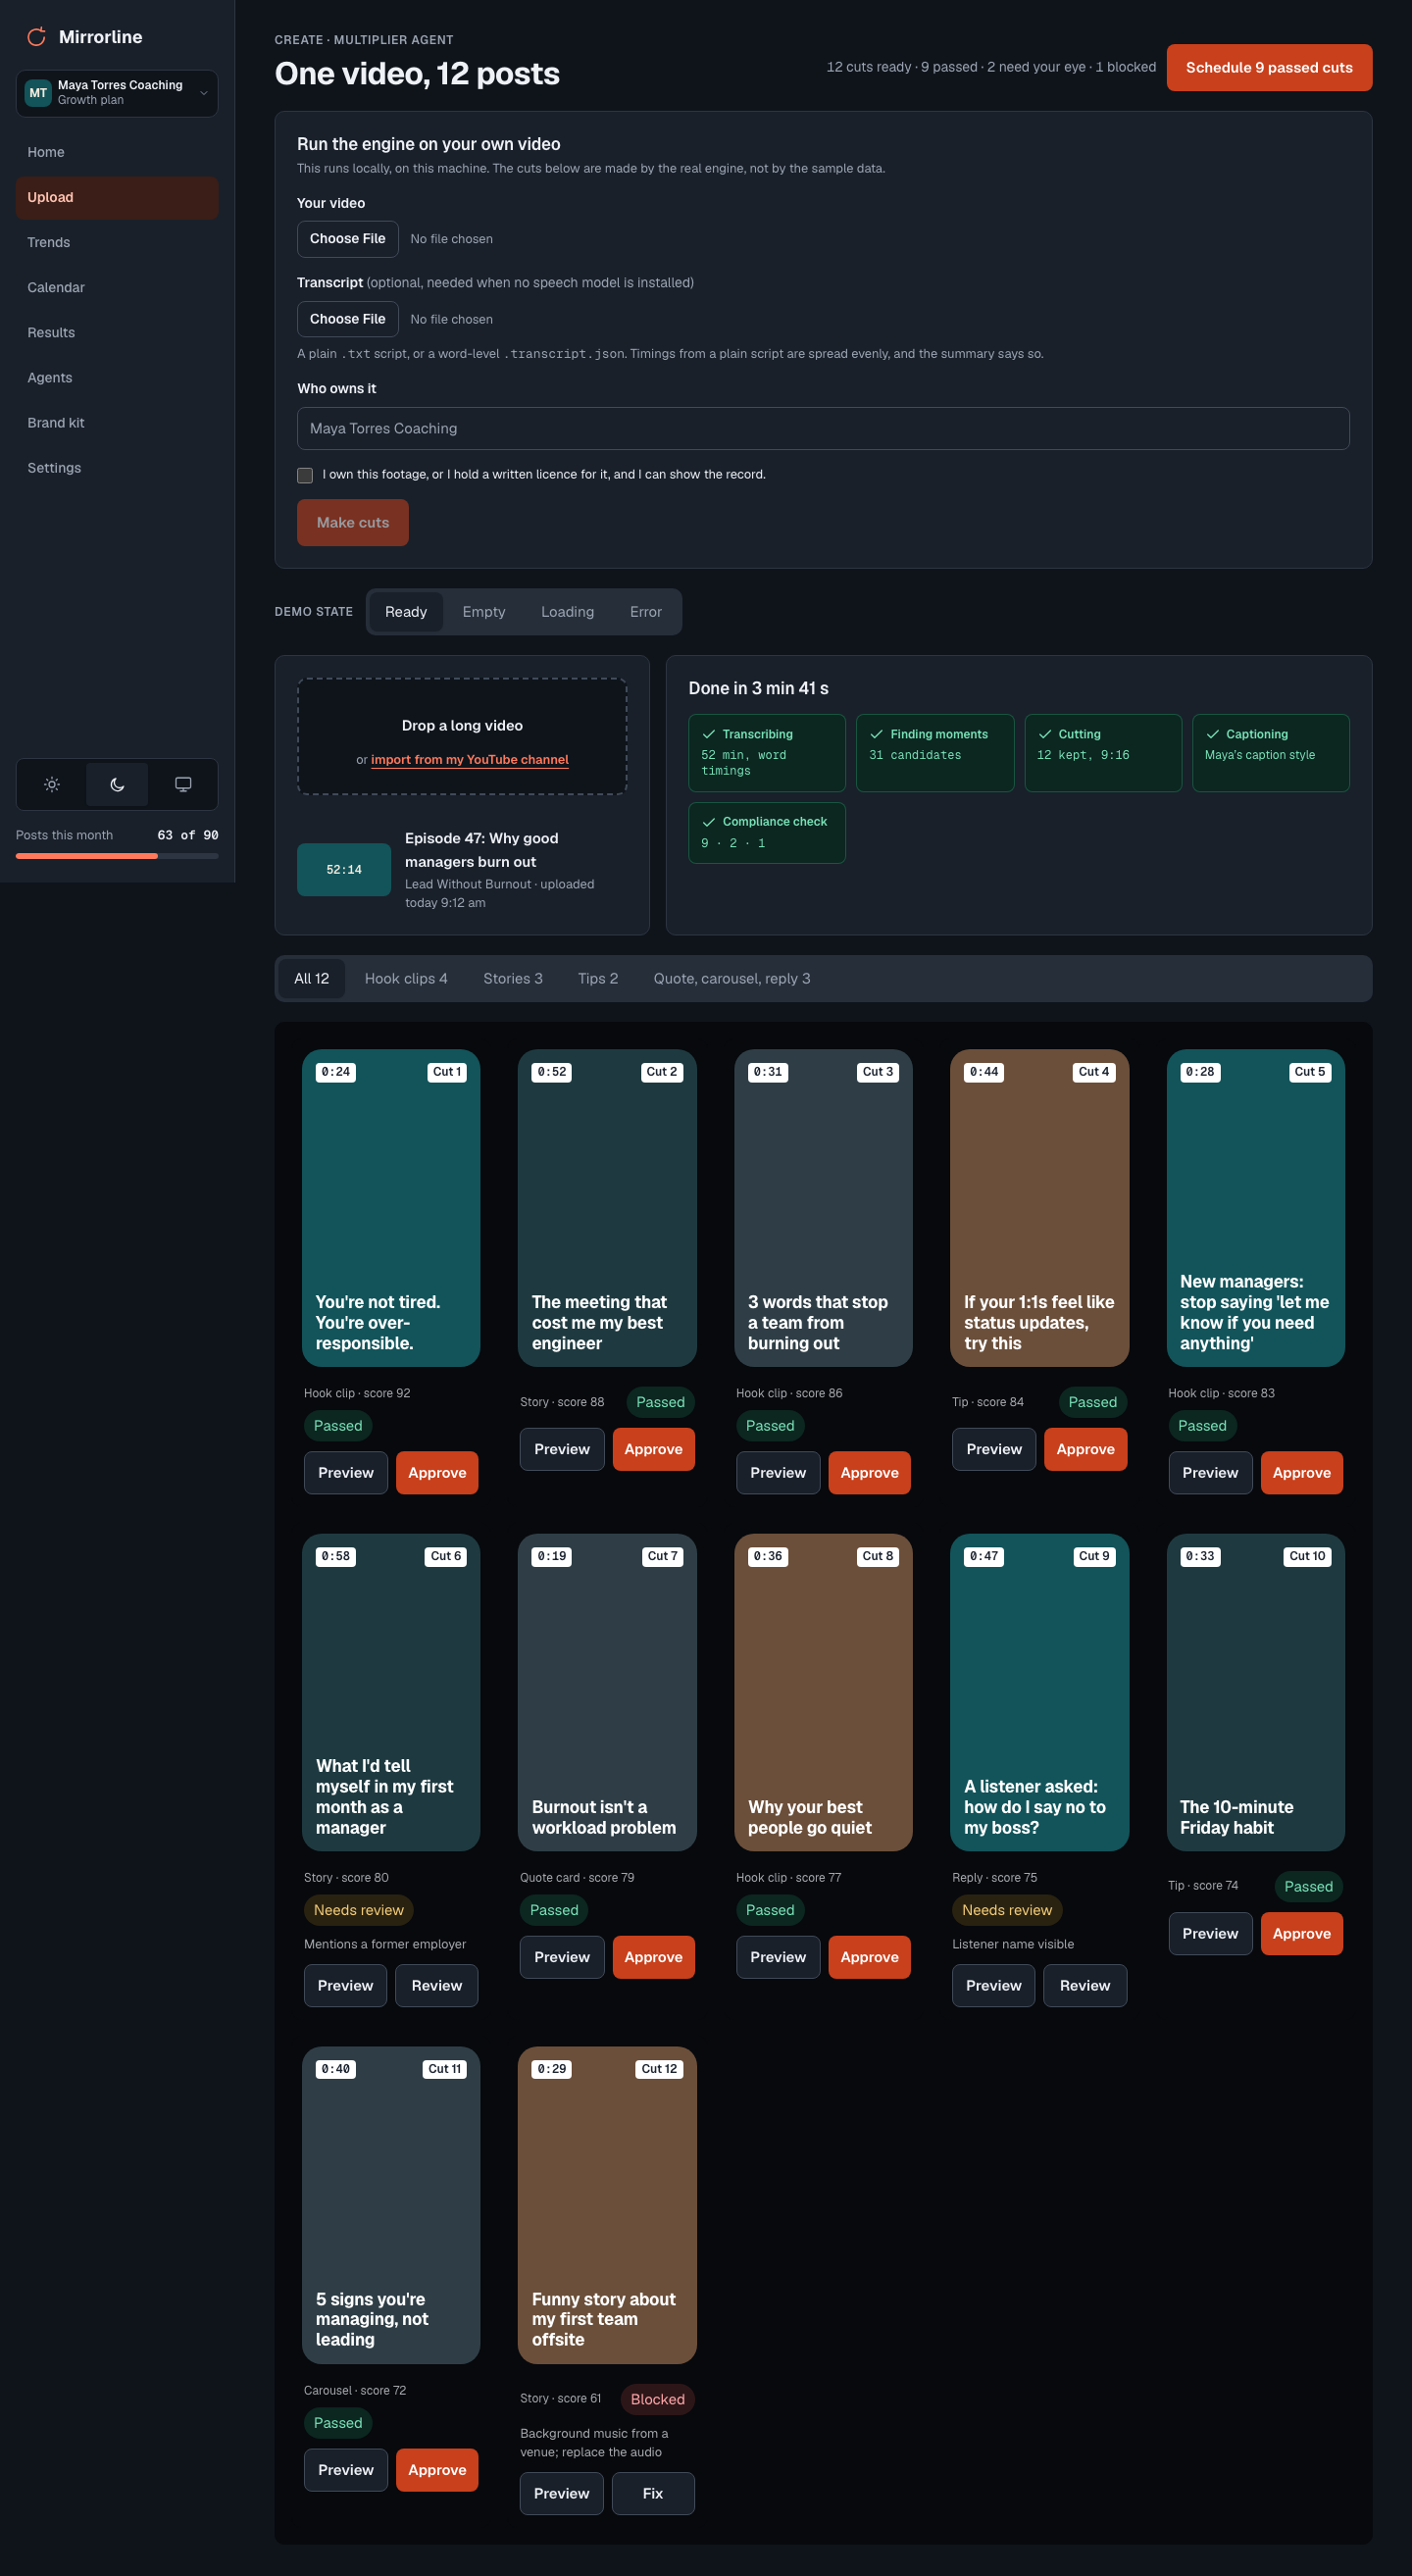 Mirrorline
MT
Maya Torres Coaching
Growth plan
Home
Upload
Trends
Calendar
Results
Agents
Brand kit
Settings
Posts this month
63 of 90
CREATE · MULTIPLIER AGENT
One video, 12 posts
12 cuts ready · 9 passed · 2 need your eye · 1 blocked
Schedule 9 passed cuts
Run the engine on your own video
This runs locally, on this machine. The cuts below are made by the real engine, not by the sample data.
Your video
Choose File
No file chosen
Transcript (optional, needed when no speech model is installed)
Choose File
No file chosen
A plain .txt script, or a word-level .transcript.json. Timings from a plain script are spread evenly, and the summary says so.
Who owns it
Maya Torres Coaching
I own this footage, or I hold a written licence for it, and I can show the record.
Make cuts
DEMO STATE
Ready
Empty
Loading
Error
Drop a long video
or import from my YouTube channel
52:14
Episode 47: Why good
managers burn out
Lead Without Burnout · uploaded
today 9:12 am
Done in 3 min 41 s
Transcribing
52 min, word
timings
Finding moments
31 candidates
Cutting
12 kept, 9:16
Captioning
Maya's caption style
Compliance check
9 · 2 · 1
All 12
Hook clips 4
Stories 3
Tips 2
Quote, carousel, reply 3
0:24
Cut 1
You're not tired.
You're over-
responsible.
Hook clip · score 92
Passed
Preview
Approve
0:52
Cut 2
The meeting that
cost me my best
engineer
Story · score 88
Passed
Preview
Approve
0:31
Cut 3
3 words that stop
a team from
burning out
Hook clip · score 86
Passed
Preview
Approve
0:44
Cut 4
If your 1:1s feel like
status updates,
try this
Tip · score 84
Passed
Preview
Approve
0:28
Cut 5
New managers:
stop saying 'let me
know if you need
anything'
Hook clip · score 83
Passed
Preview
Approve
0:58
Cut 6
What I'd tell
myself in my first
month as a
manager
Story · score 80
Needs review
Mentions a former employer
Preview
Review
0:19
Cut 7
Burnout isn't a
workload problem
Quote card · score 79
Passed
Preview
Approve
0:36
Cut 8
Why your best
people go quiet
Hook clip · score 77
Passed
Preview
Approve
0:47
Cut 9
A listener asked:
how do I say no to
my boss?
Reply · score 75
Needs review
Listener name visible
Preview
Review
0:33
Cut 10
The 10-minute
Friday habit
Tip · score 74
Passed
Preview
Approve
0:40
Cut 11
5 signs you're
managing, not
leading
Carousel · score 72
Passed
Preview
Approve
0:29
Cut 12
Funny story about
my first team
offsite
Story · score 61
Blocked
Background music from a
venue; replace the audio
Preview
Fix